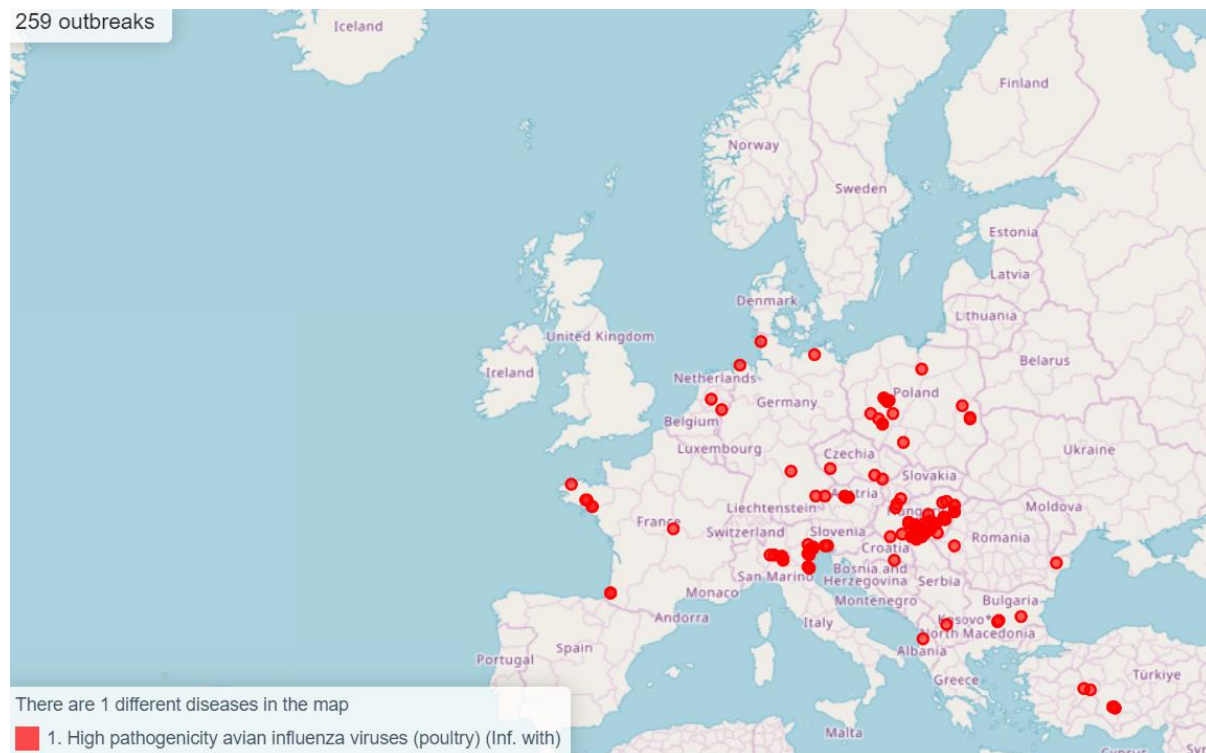 259 outbreaks
Iceland
Finland
Norway
Sweden
Estonia
Latvia
Denmark
Lithuania
United Kingdom
Belarus
Ireland
Netherlands
Poland
Germany
Belgium
Luxembourg
Czechia
Ukraine
Slovakia
Austria
Liechtenstein
Moldova
France
Switzerland
Slovenia
Romania
Croatia
Bosnia and
Herzegovina
San Marino
Serbia
Monaco
Montenegro
Bulgaria
Andorra
Kosovo*
Italy
North Macedonia
Spain
Portugal
Albania
Greece
Türkiye
Malta
There are 1 different diseases in the map
1. High pathogenicity avian influenza viruses (poultry) (Inf. with)